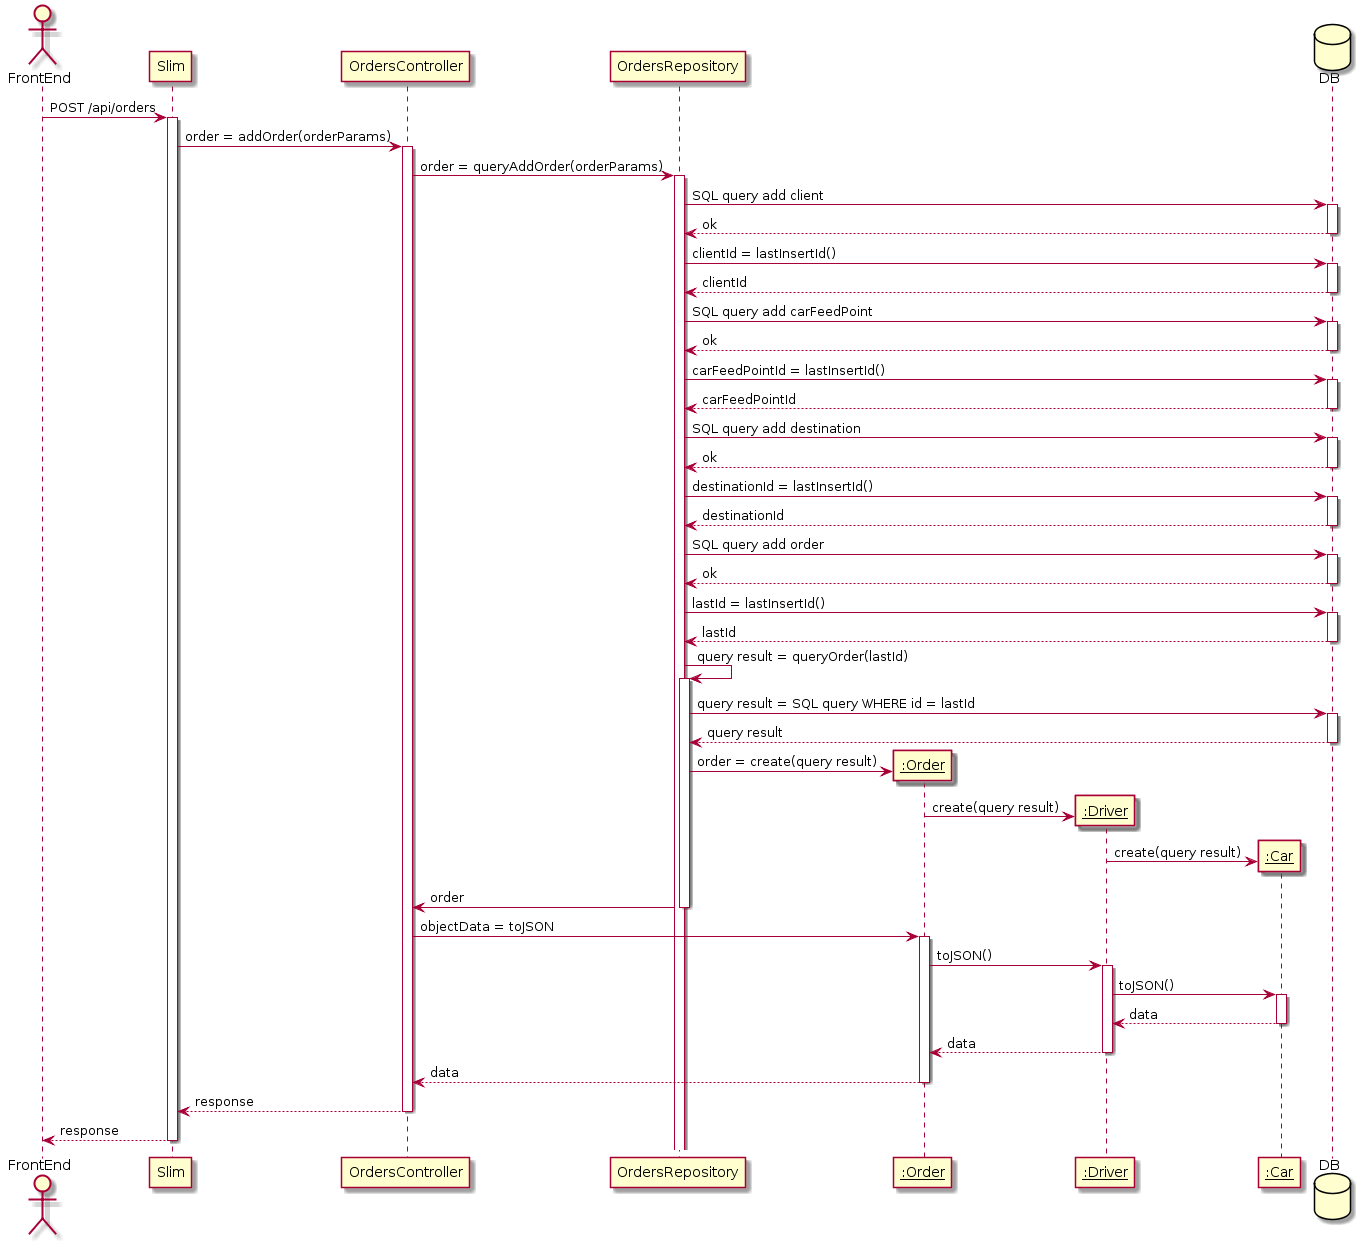 FrontEnd
Slim
OrdersController
OrdersRepository
DB
POST /api/orders
order = addOrder(orderParams)
order = queryAddOrder(orderParams)
SQL query add client
ok
clientId = lastInsertId()
clientId
SQL query add carFeedPoint
ok
carFeedPointId = lastInsertId()
carFeedPointId
SQL query add destination
ok
destinationId = lastInsertId()
destinationId
SQL query add order
ok
lastId = lastInsertId()
lastId
query result = queryOrder(lastId)
query result = SQL query WHERE id = lastId
query result
order = create(query result)
:Order
create(query result)
:Driver
create(query result)
:Car
order
objectData = toJSON
toJSON()
toJSON()
data
data
data
response
response
FrontEnd
Slim
OrdersController
OrdersRepository
:Order
:Driver
:Car
DB